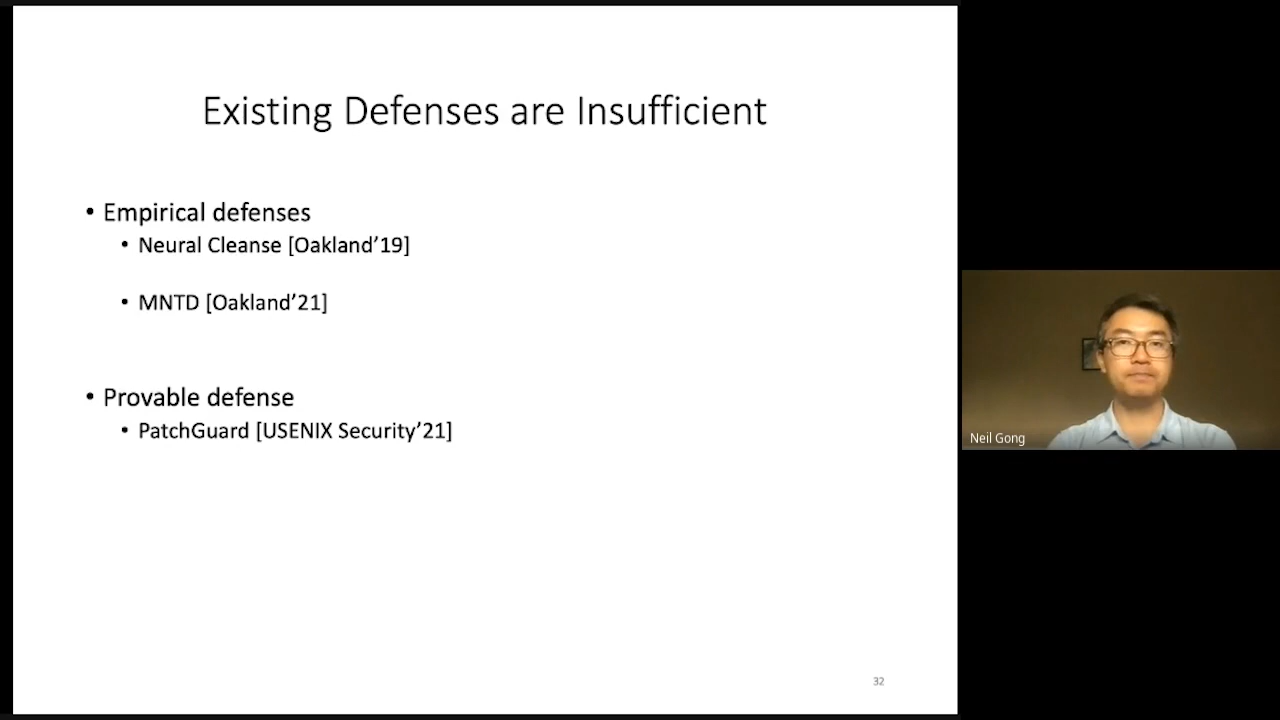 Existing Defenses are Insufficient
• Empirical defenses
• Neural Cleanse [Oakland’19]
• MNTD [Oakland’21]
• Provable defense
• PatchGuard [USENIX Security’21]
32
Neil Gong